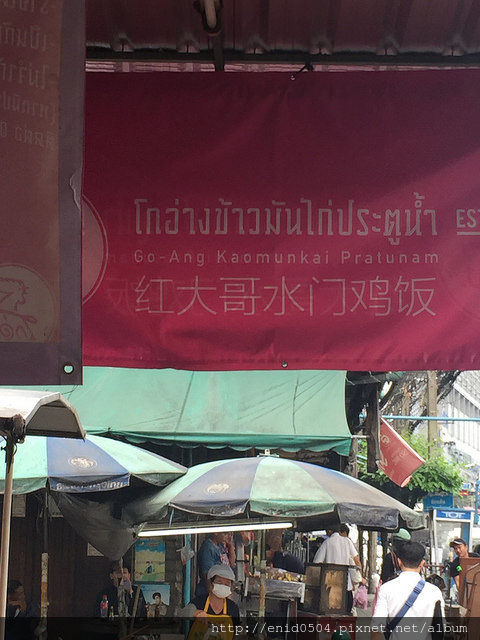 โกอ่างข้าวมันไก่ประตูน้ำ
EST
Go-Ang Kaomunkai Pratunam
红大哥水门鸡饭
http://enid0504.pixnet.net/album